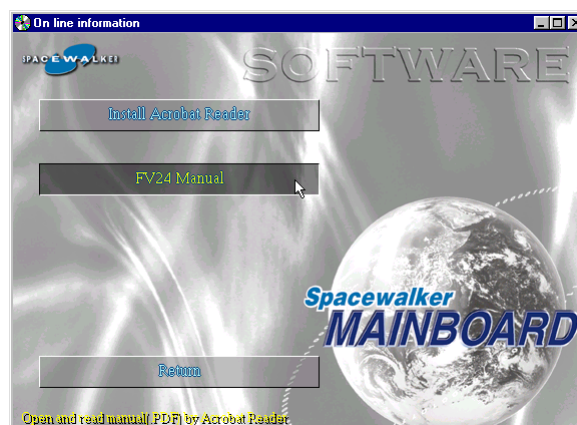 On line information
SPACEWALKER
SOFTWARE
Install Acrobat Reader
FV24 Manual
Spacewalker
MAINBOARD
Return
Open and read manual(.PDF) by Acrobat Reader.